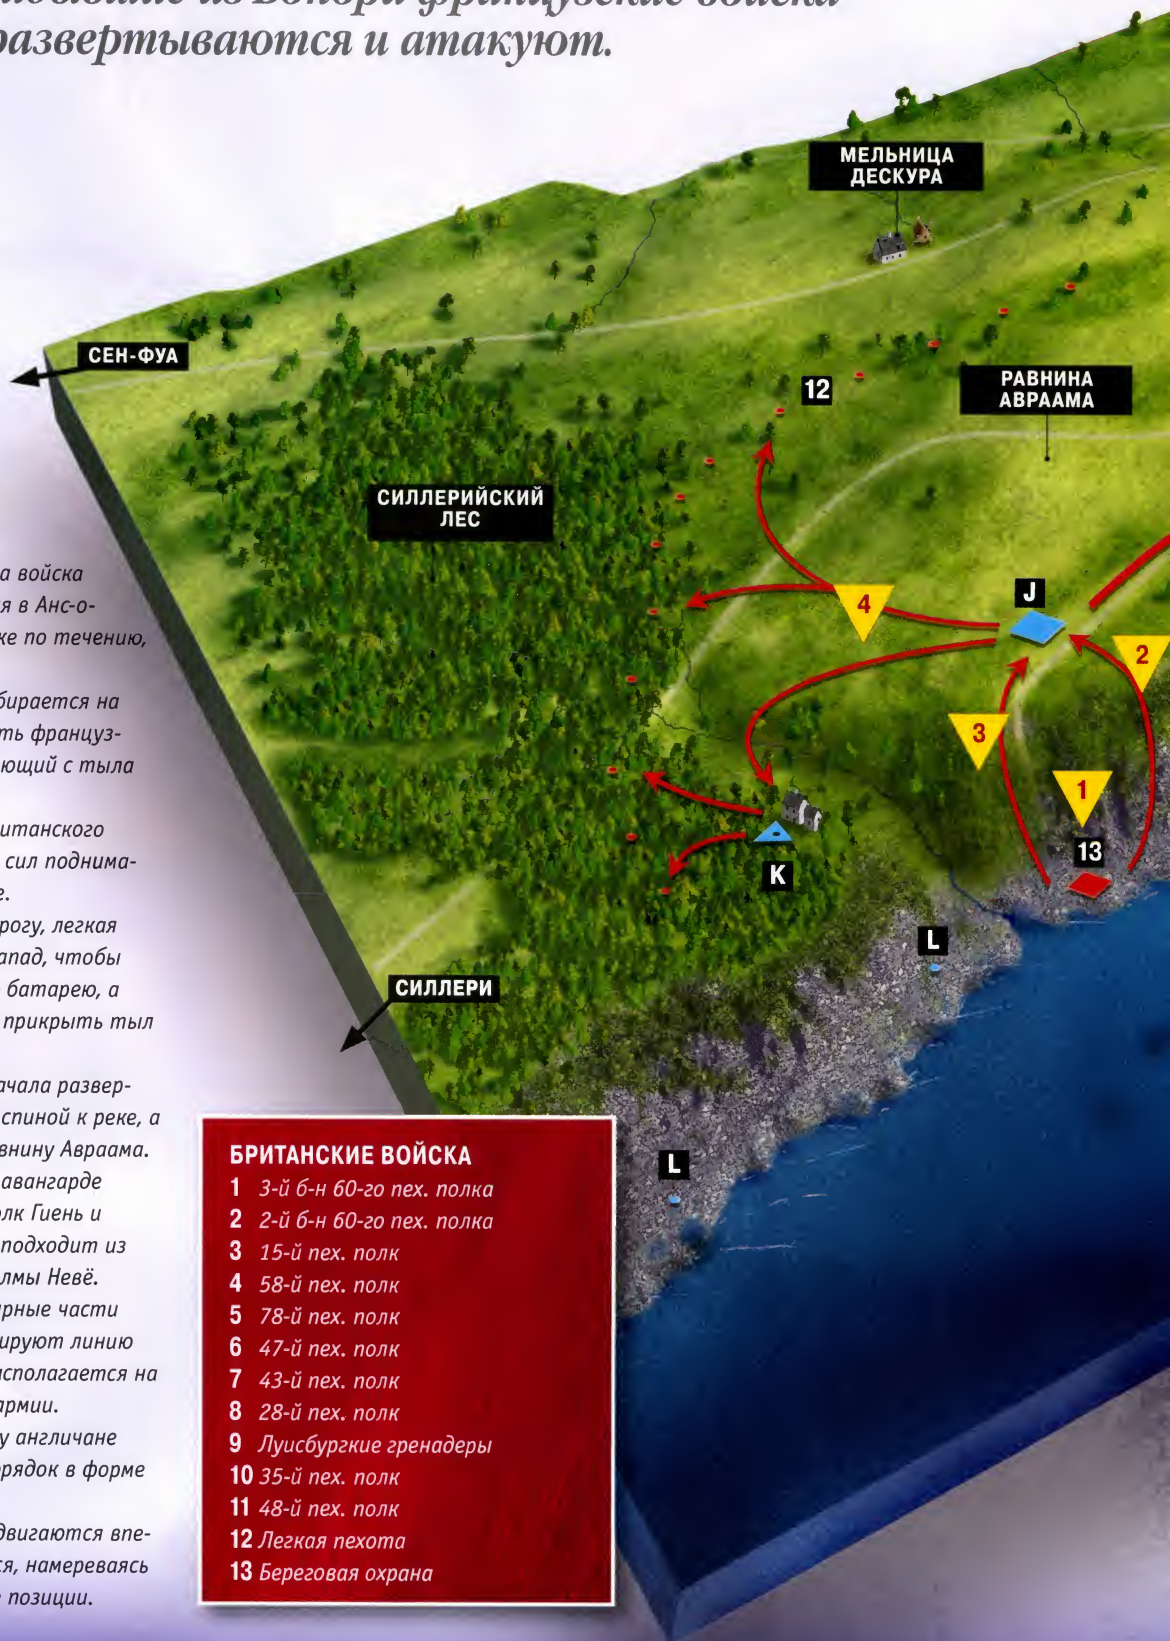 развертываются и атакуют.
МЕЛЬНИЦА
ДЕСКУРА
СЕН-ФУА
12
РАВНИНА
АВРААМА
СИЛЛЕРИЙСКИЙ
ЛЕС
а войска
я в Анс-о-
же по течению,
J
4
2
бирается на
ть француз-
ющий с тыла
3
1
итанского
сил поднима-
е.
13
K
рогу, легкая
апад, чтобы
батарею, а
прикрыть тыл
L
СИЛЛЕРИ
ачала развер-
спиной к реке, а
внину Авраама.
авангарде
олк Гиень и
подходит из
лмы Невё.
рные части
ируют линию
сполагается на
армии.
у англичане
орядок в форме
двигаются впе-
ся, намереваясь
позиции.
L
БРИТАНСКИЕ ВОЙСКА
1 3-й б-н 60-го пех. полка
2 2-й б-н 60-го пех. полка
3 15-й пех. полк
4 58-й пех. полк
5 78-й пех. полк
6 47-й пех. полк
7 43-й пех. полк
8 28-й пех. полк
9 Луисбургкие гренадеры
10 35-й пех. полк
11 48-й пех. полк
12 Легкая пехота
13 Береговая охрана